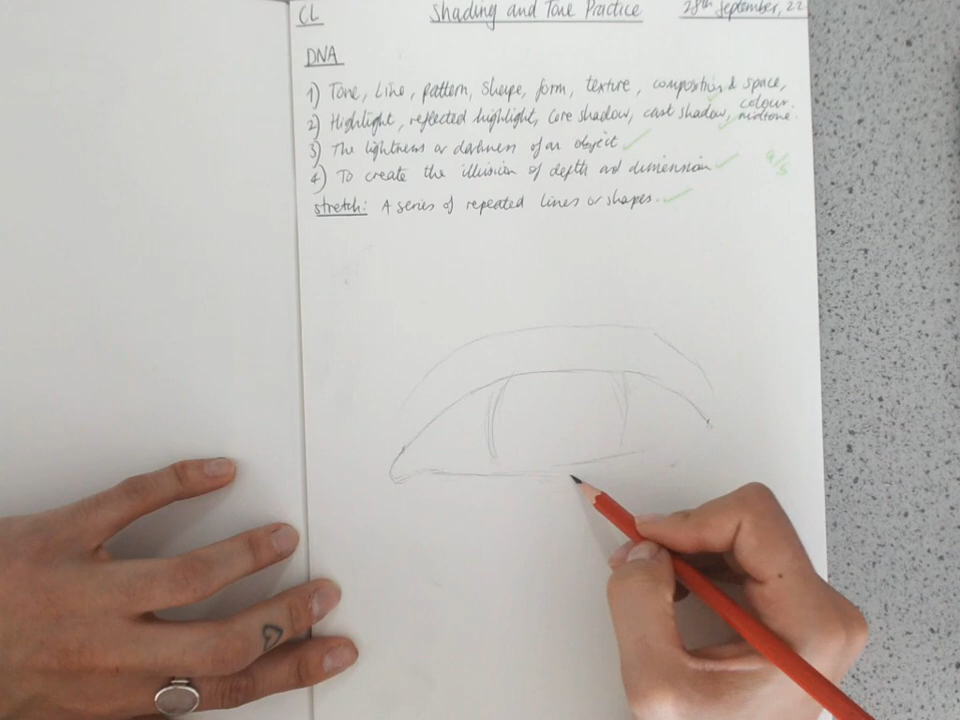 CL Shading and Tone Practice 28th September, 22
DNA
1) Tone, Line, pattern, shape, form, texture, composition & space, colour.
2) Highlight, reflected highlight, core shadow, cast shadow, midtone.
3) The lightness or darkness of an object
4) To create the illusion of depth and dimension
stretch: A series of repeated lines or shapes.